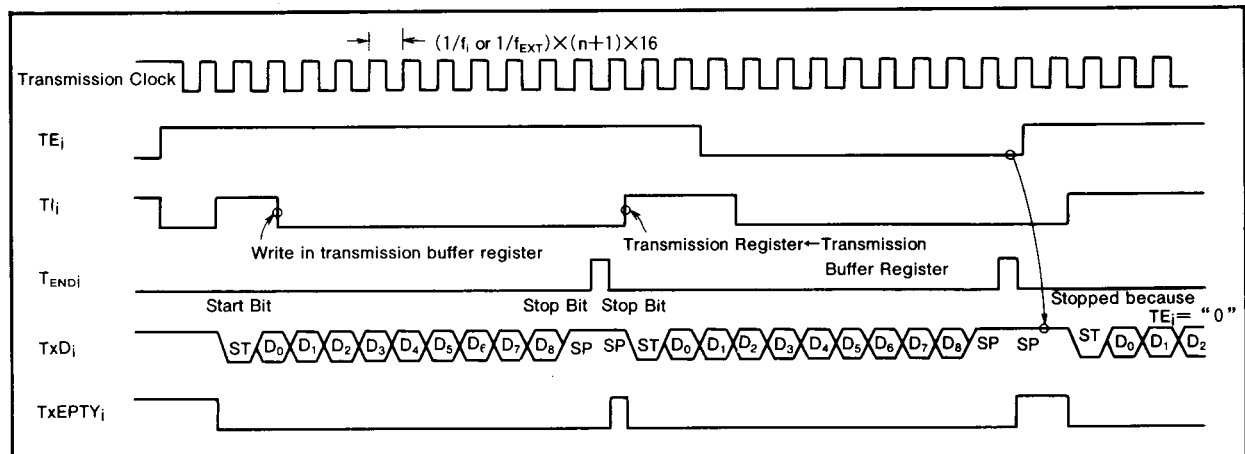 (1/fi or 1/fEXT)×(n+1)×16
Transmission Clock
TEi
TIi
Write in transmission buffer register
Transmission Register←Transmission
Buffer Register
TENDi
Start Bit
Stop Bit
Stop Bit
Stopped because
TEi= “0”
TxDi
ST D0 D1 D2 D3 D4 D5 D6 D7 D8 SP SP ST D0 D1 D2 D3 D4 D5 D6 D7 D8 SP SP ST D0 D1 D2
TxEPTYi